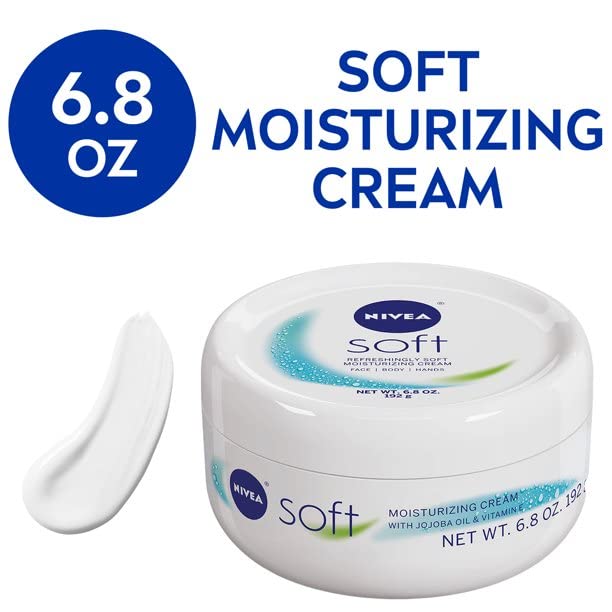 6.8
OZ
SOFT
MOISTURIZING
CREAM
NIVEA
®
soft
REFRESHINGLY SOFT
MOISTURIZING CREAM
FACE | BODY | HANDS
NET WT. 6.8 OZ.
192 g
NIVEA
®
soft
MOISTURIZING CREAM
WITH JOJOBA OIL & VITAMIN E
NET WT. 6.8 OZ. 192 g